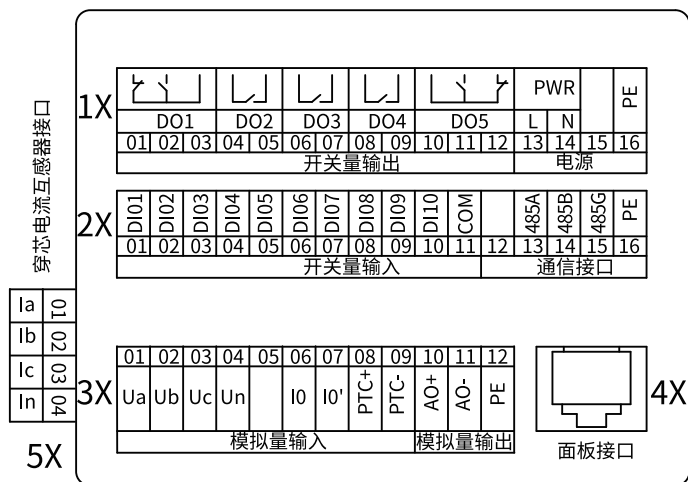 1X
PWR
PE
DO1 DO2 DO3 DO4 DO5 L N
01 02 03 04 05 06 07 08 09 10 11 12 13 14 15 16
开关量输出 电源
穿芯电流互感器接口
2X
DI01 DI02 DI03 DI04 DI05 DI06 DI07 DI08 DI09 DI10 COM 485A 485B 485G PE
01 02 03 04 05 06 07 08 09 10 11 12 13 14 15 16
开关量输入 通信接口
Ia 01
Ib 02
Ic 03
In 04
5X
3X
01 02 03 04 05 06 07 08 09 10 11 12
Ua Ub Uc Un I0 I0' PTC+ PTC- AO+ AO- PE
模拟量输入 模拟量输出
4X
面板接口